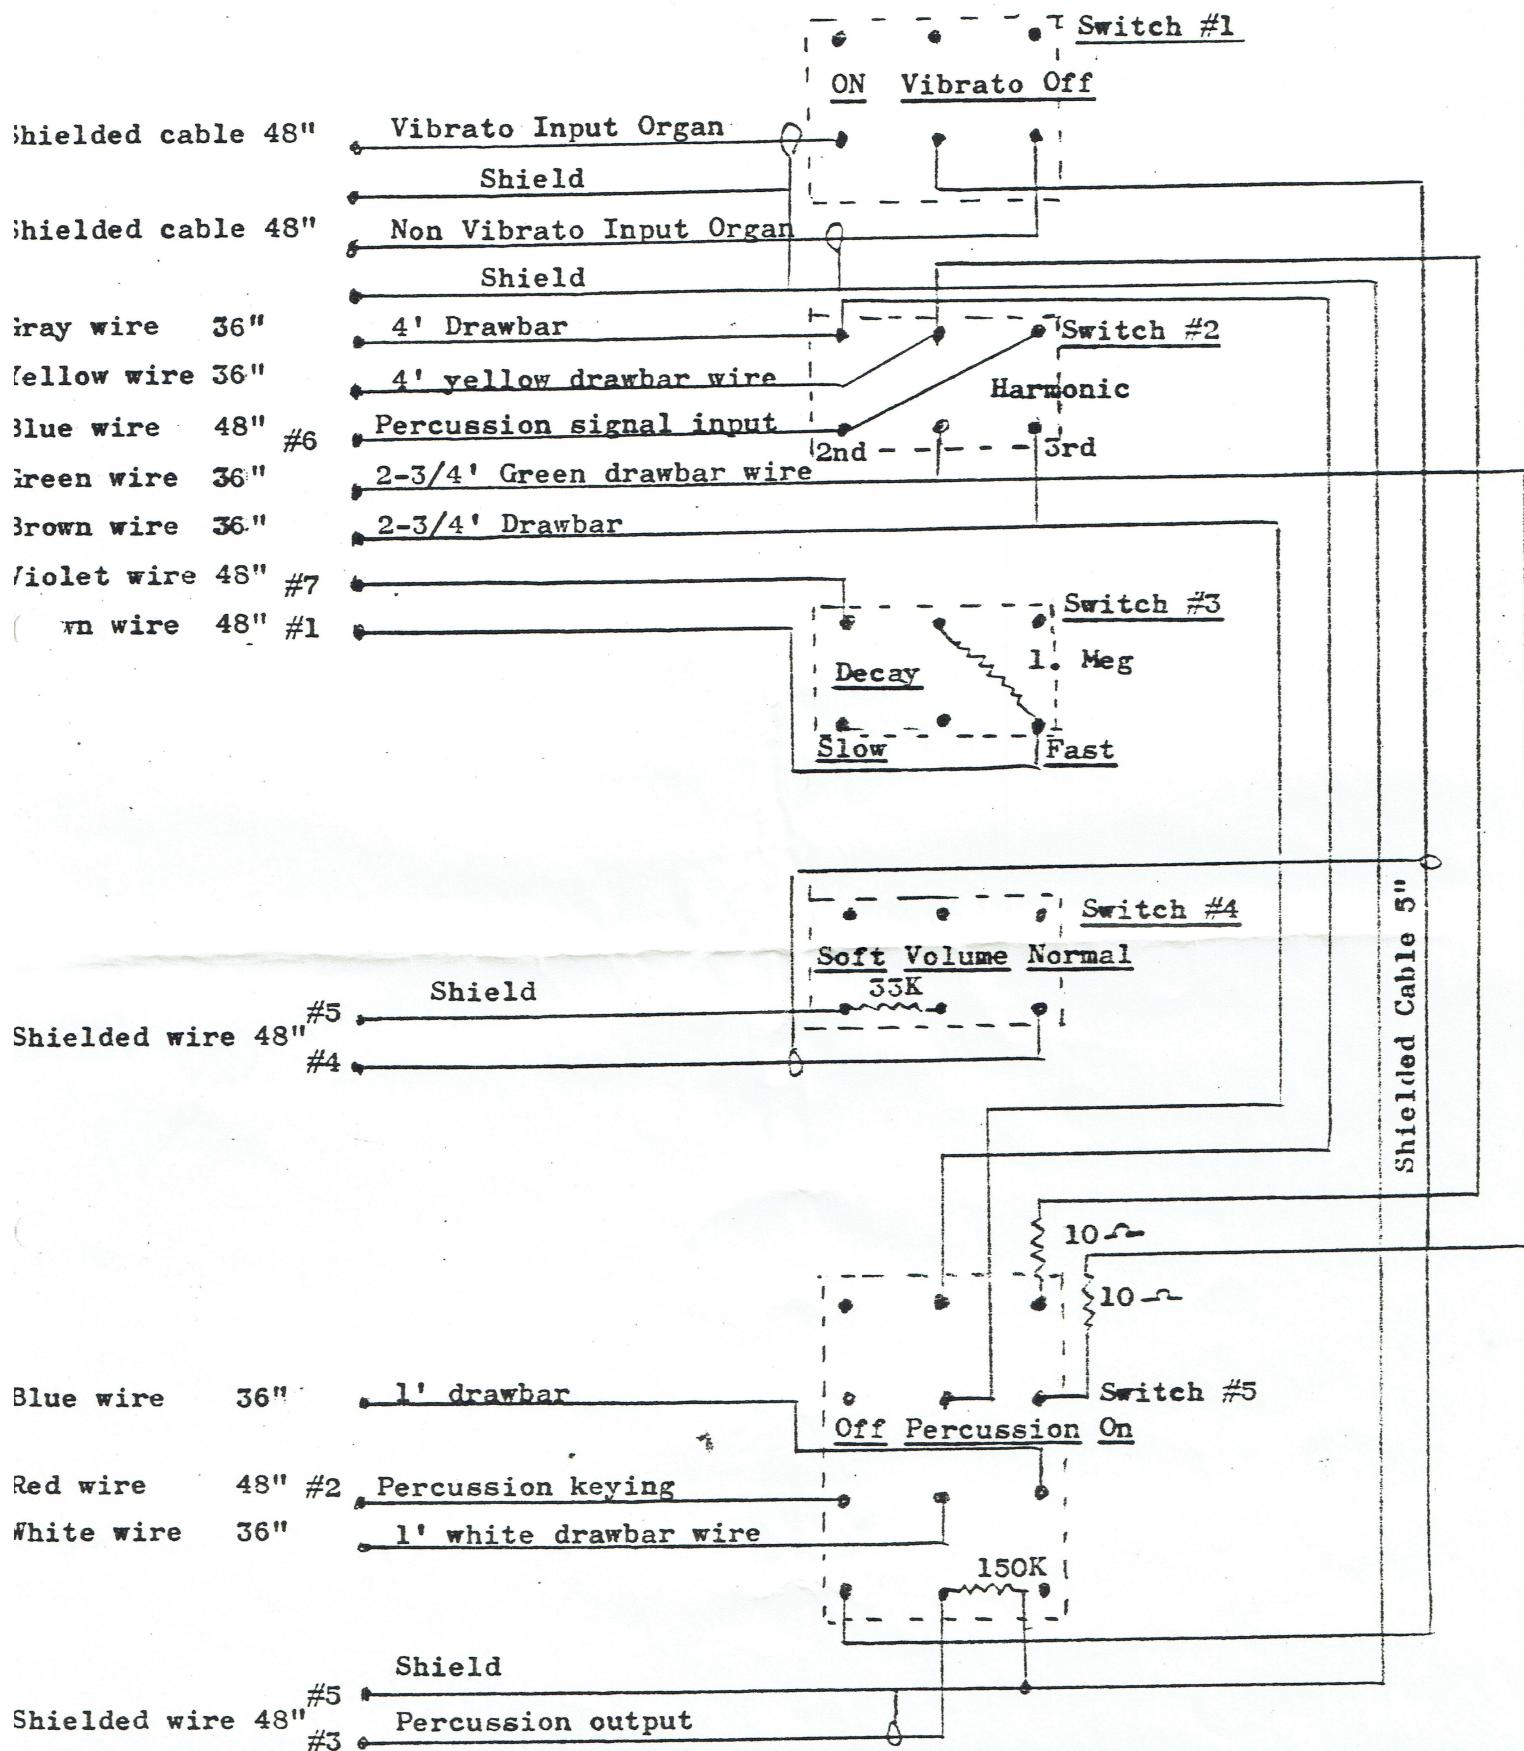 Switch #1
ON Vibrato Off
Shielded cable 48" Vibrato Input Organ
Shield
Shielded cable 48" Non Vibrato Input Organ
Shield
Gray wire 36" 4' Drawbar Switch #2
Yellow wire 36" 4' yellow drawbar wire Harmonic
Blue wire 48" #6 Percussion signal input
2nd 3rd
Green wire 36" 2-3/4' Green drawbar wire
Brown wire 36" 2-3/4' Drawbar
Violet wire 48" #7
wn wire 48" #1
Switch #3
Decay 1. Meg
Slow Fast
Shielded Cable 5"
Switch #4
Soft Volume Normal
33K
Shield
#5
Shielded wire 48"
#4
10 Ω
10 Ω
Blue wire 36" 1' drawbar Switch #5
Off Percussion On
Red wire 48" #2 Percussion keying
White wire 36" 1' white drawbar wire
150K
Shield
#5
Shielded wire 48" Percussion output
#3